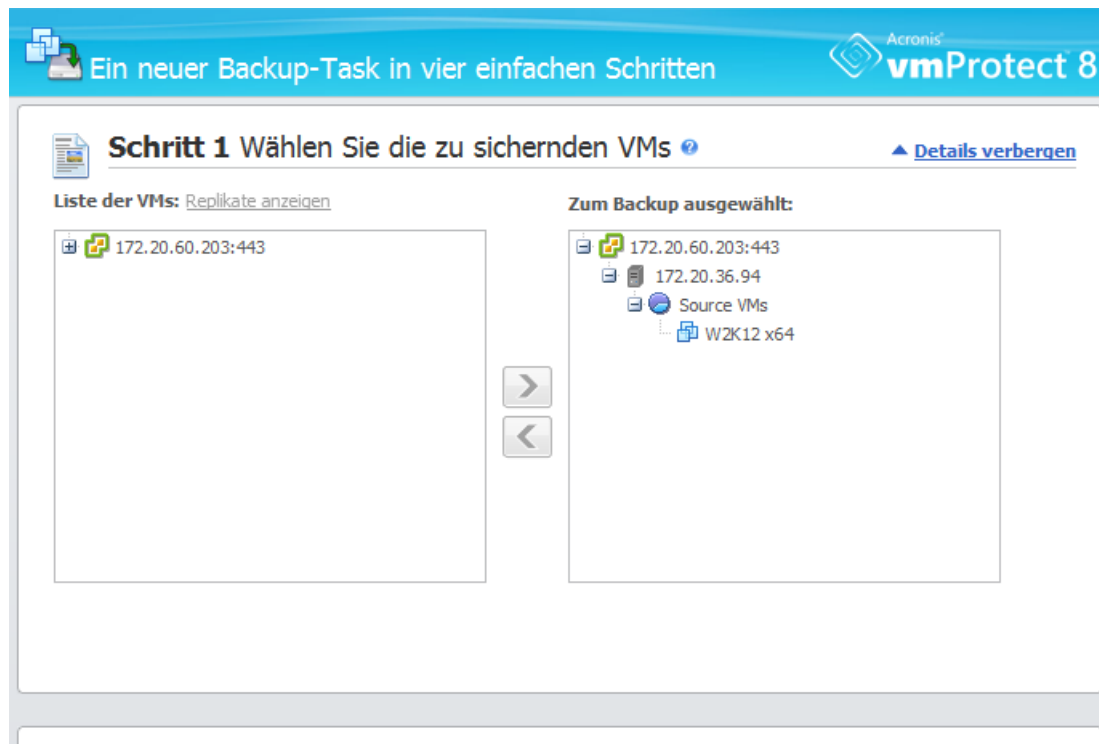 Ein neuer Backup-Task in vier einfachen Schritten
Acronis®
vmProtect 8
Schritt 1 Wählen Sie die zu sichernden VMs
Details verbergen
Liste der VMs: Replikate anzeigen
Zum Backup ausgewählt:
172.20.60.203:443
172.20.60.203:443
172.20.36.94
Source VMs
W2K12 x64